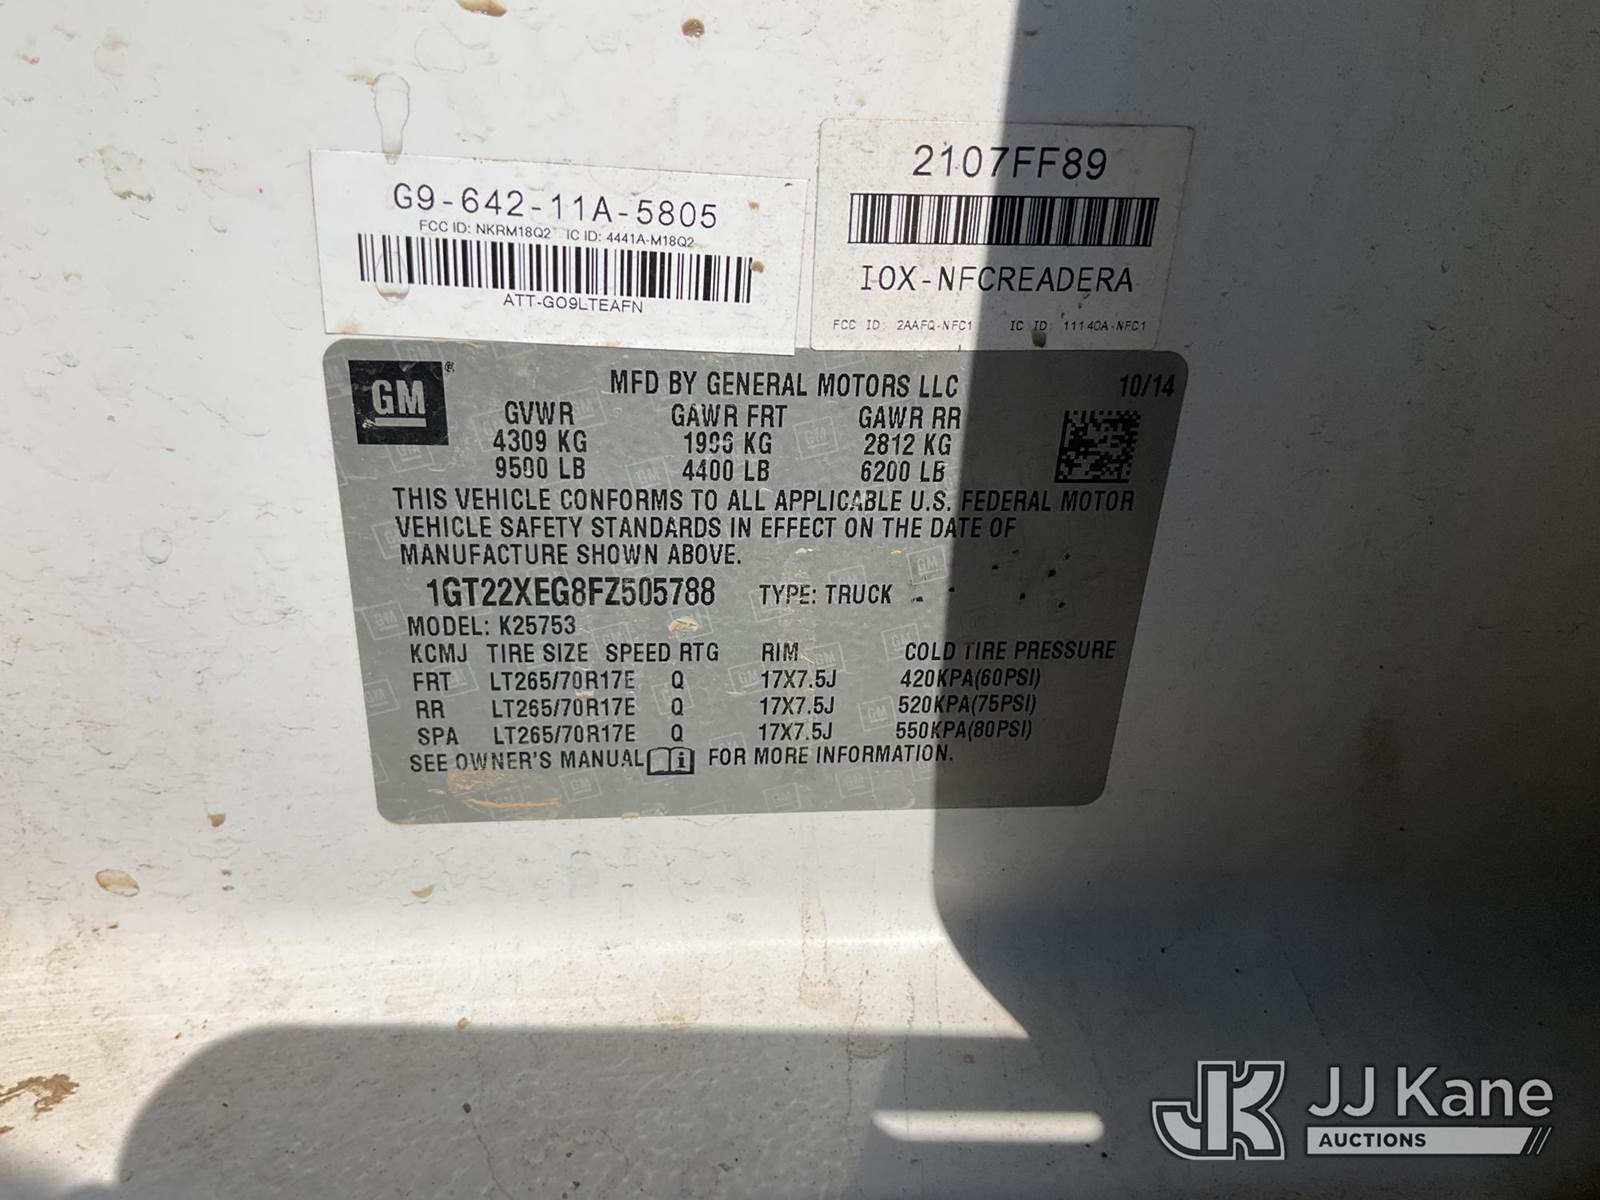 G9-642-11A-5805
FCC ID: NKRM18Q2 IC ID: 4441A-M18Q2
ATT-GO9LTEAFN
2107FF89
IOX-NFCREADERA
FCC ID: 2AAFQ-NFC1 IC ID: 11140A-NFC1
GM®
MFD BY GENERAL MOTORS LLC 10/14
GVWR GAWR FRT GAWR RR
4309 KG 1996 KG 2812 KG
9500 LB 4400 LB 6200 LB
THIS VEHICLE CONFORMS TO ALL APPLICABLE U.S. FEDERAL MOTOR
VEHICLE SAFETY STANDARDS IN EFFECT ON THE DATE OF
MANUFACTURE SHOWN ABOVE.
1GT22XEG8FZ505788 TYPE: TRUCK
MODEL: K25753
KCMJ TIRE SIZE SPEED RTG RIM COLD TIRE PRESSURE
FRT LT265/70R17E Q 17X7.5J 420KPA(60PSI)
RR LT265/70R17E Q 17X7.5J 520KPA(75PSI)
SPA LT265/70R17E Q 17X7.5J 550KPA(80PSI)
SEE OWNER'S MANUAL i FOR MORE INFORMATION.
JK JJ Kane
AUCTIONS